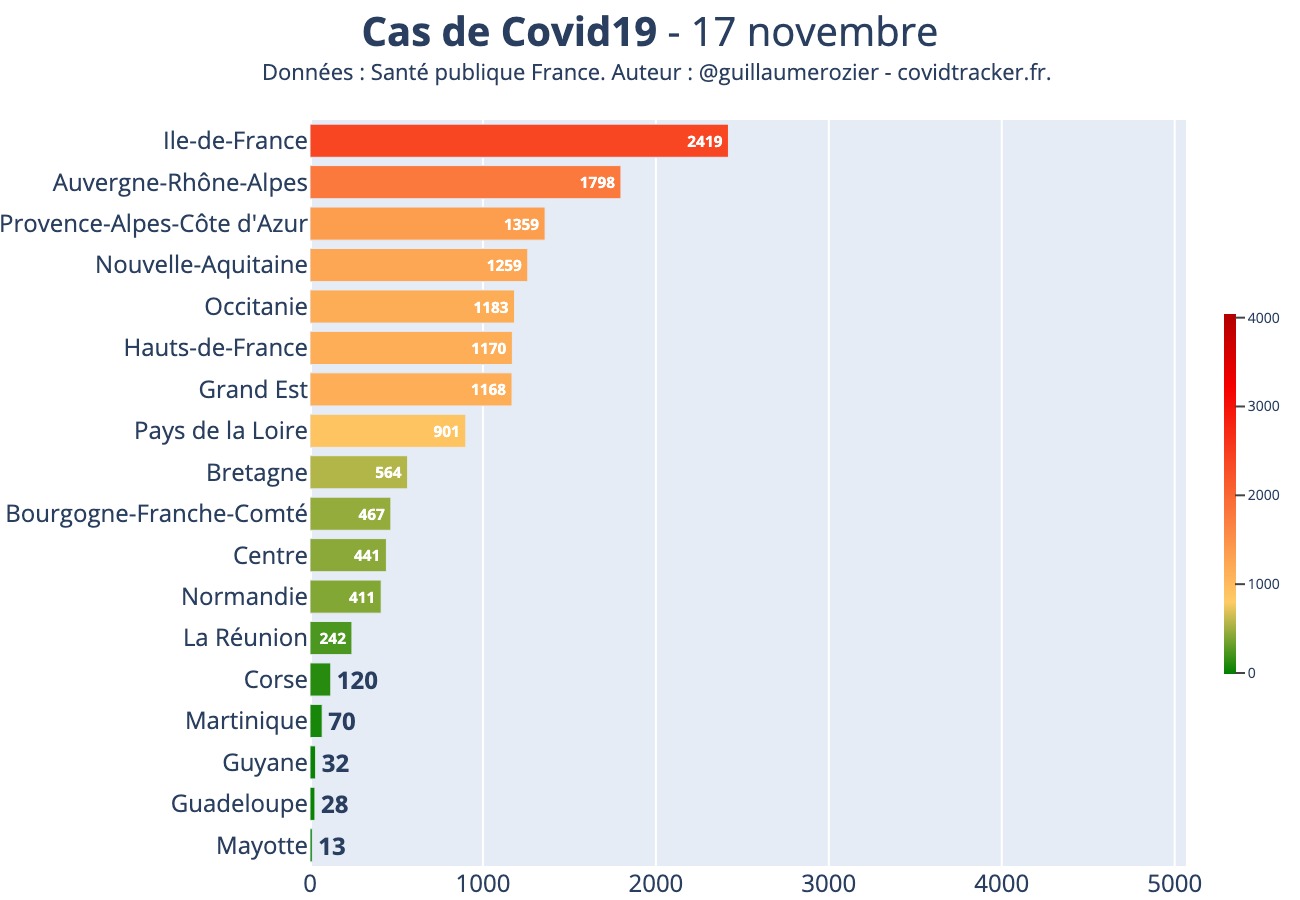 Cas de Covid19 - 17 novembre
Données : Santé publique France. Auteur : @guillaumerozier - covidtracker.fr.
Ile-de-France 2419
Auvergne-Rhône-Alpes 1798
Provence-Alpes-Côte d'Azur 1359
Nouvelle-Aquitaine 1259
Occitanie 1183
Hauts-de-France 1170
Grand Est 1168
Pays de la Loire 901
Bretagne 564
Bourgogne-Franche-Comté 467
Centre 441
Normandie 411
La Réunion 242
Corse 120
Martinique 70
Guyane 32
Guadeloupe 28
Mayotte 13
0 1000 2000 3000 4000 5000
4000
3000
2000
1000
0